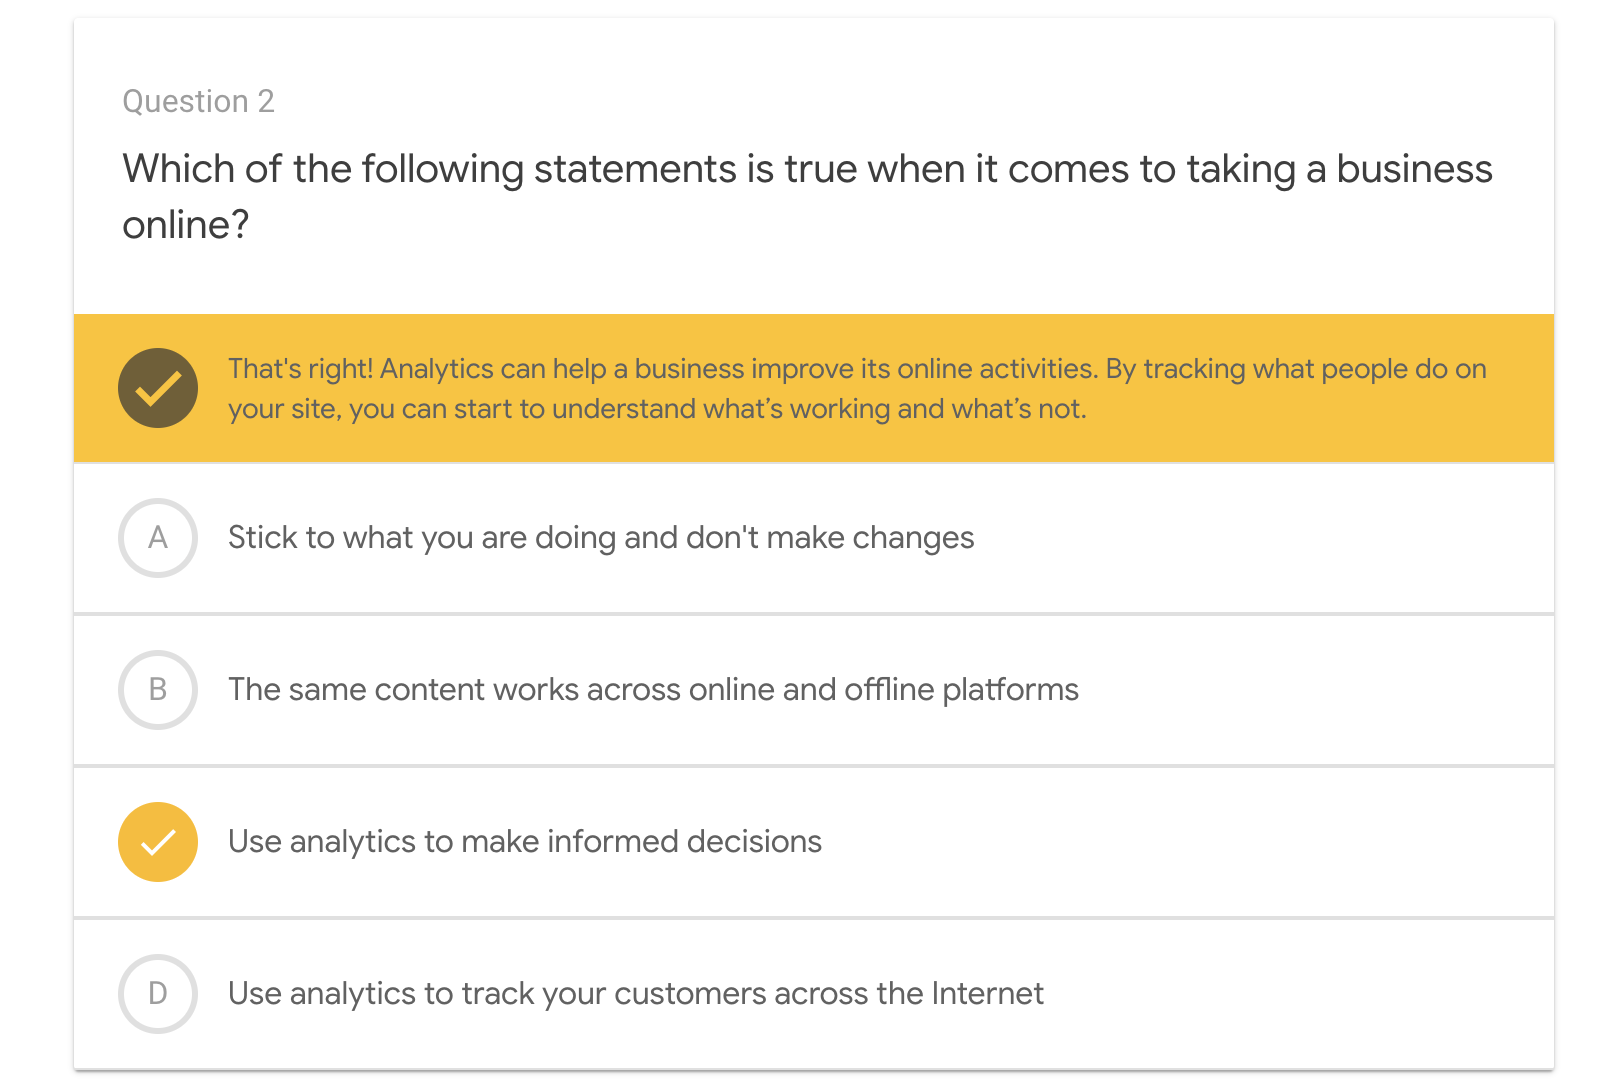 Question 2
Which of the following statements is true when it comes to taking a business
online?
That's right! Analytics can help a business improve its online activities. By tracking what people do on
your site, you can start to understand what’s working and what’s not.
A Stick to what you are doing and don't make changes
B The same content works across online and offline platforms
Use analytics to make informed decisions
D Use analytics to track your customers across the Internet